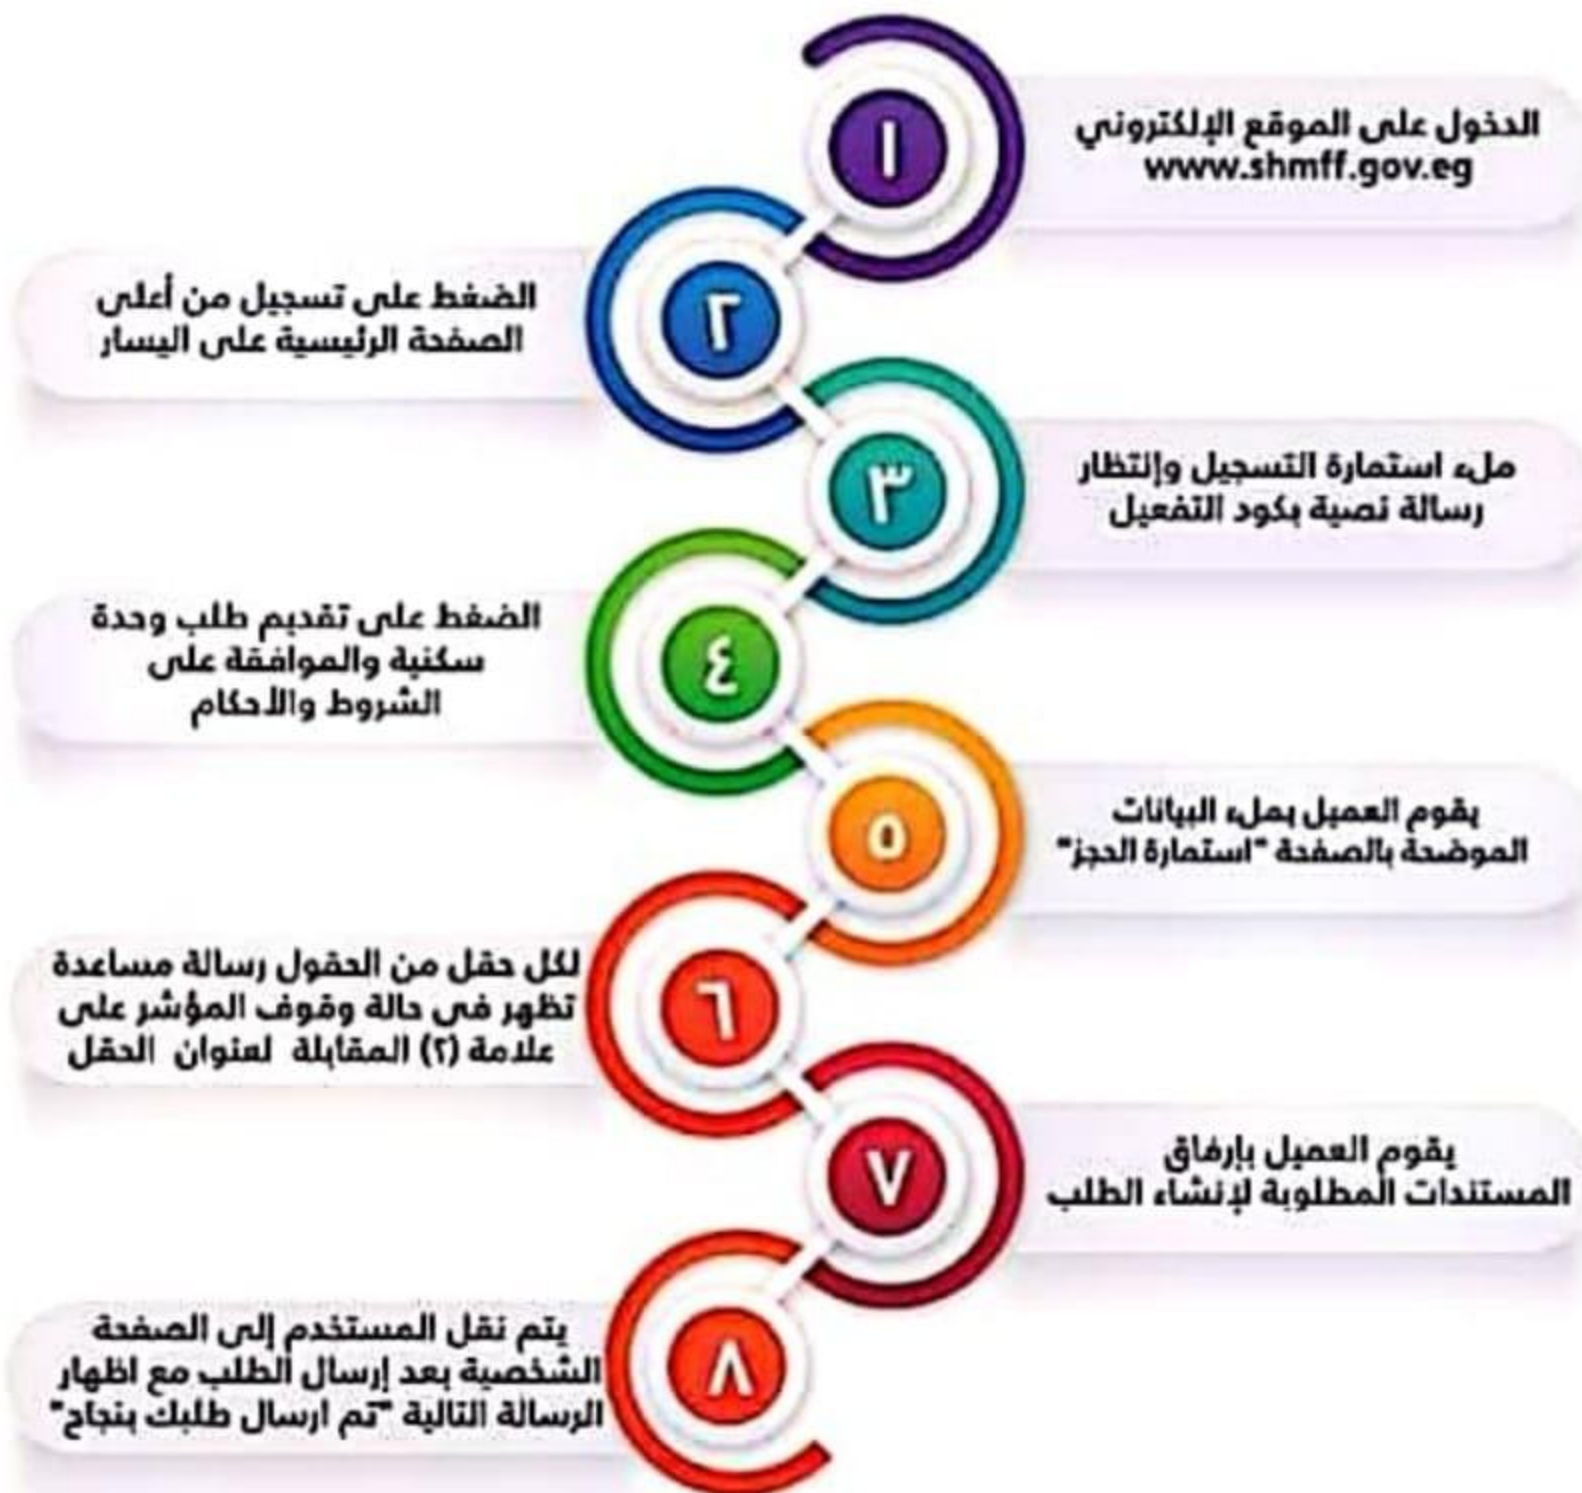 ١
الدخول على الموقع الإلكتروني
www.shmff.gov.eg
٢
الضغط على تسجيل من أعلى
الصفحة الرئيسية على اليسار
٣
ملء استمارة التسجيل وإنتظار
رسالة نصية بكود التفعيل
٤
الضغط على تقديم طلب وحدة
سكنية والموافقة على
الشروط والأحكام
٥
يقوم العميل بملء البيانات
الموضحة بالصفحة "استمارة الحجز"
٦
لكل حقل من الحقول رسالة مساعدة
تظهر فى حالة وقوف المؤشر على
علامة (٢) المقابلة لعنوان الحقل
٧
يقوم العميل بإرفاق
المستندات المطلوبة لإنشاء الطلب
٨
يتم نقل المستخدم إلى الصفحة
الشخصية بعد إرسال الطلب مع اظهار
الرسالة التالية "تم ارسال طلبك بنجاح"